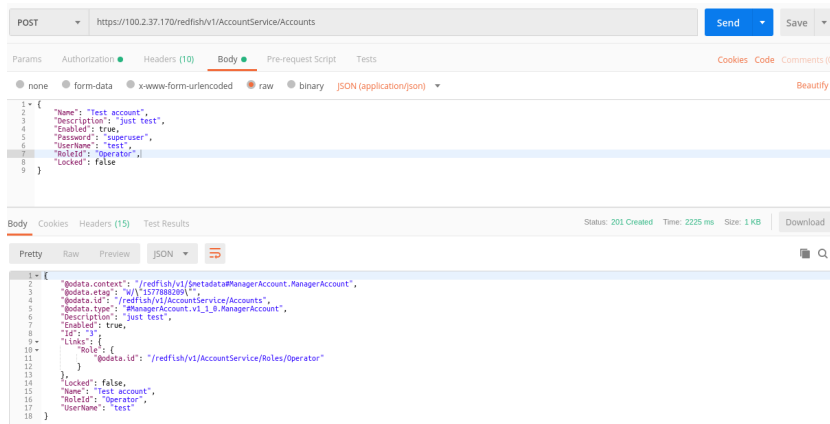 POST https://100.2.37.170/redfish/v1/AccountService/Accounts Send Save
Params Authorization Headers (10) Body Pre-request Script Tests Cookies Code Comments (0
none form-data x-www-form-urlencoded raw binary JSON (application/json) Beautify
1 {
2 "Name": "Test account",
3 "Description": "just test",
4 "Enabled": true,
5 "Password": "superuser",
6 "UserName": "test",
7 "RoleId": "Operator",
8 "Locked": false
9 }
Body Cookies Headers (15) Test Results Status: 201 Created Time: 2225 ms Size: 1 KB Download
Pretty Raw Preview JSON
1 {
2 "@odata.context": "/redfish/v1/$metadata#ManagerAccount.ManagerAccount",
3 "@odata.etag": "W/\"1577888209\"",
4 "@odata.id": "/redfish/v1/AccountService/Accounts",
5 "@odata.type": "#ManagerAccount.v1_1_0.ManagerAccount",
6 "Description": "just test",
7 "Enabled": true,
8 "Id": "3",
9 "Links": {
10 "Role": {
11 "@odata.id": "/redfish/v1/AccountService/Roles/Operator"
12 }
13 },
14 "Locked": false,
15 "Name": "Test account",
16 "RoleId": "Operator",
17 "UserName": "test"
18 }